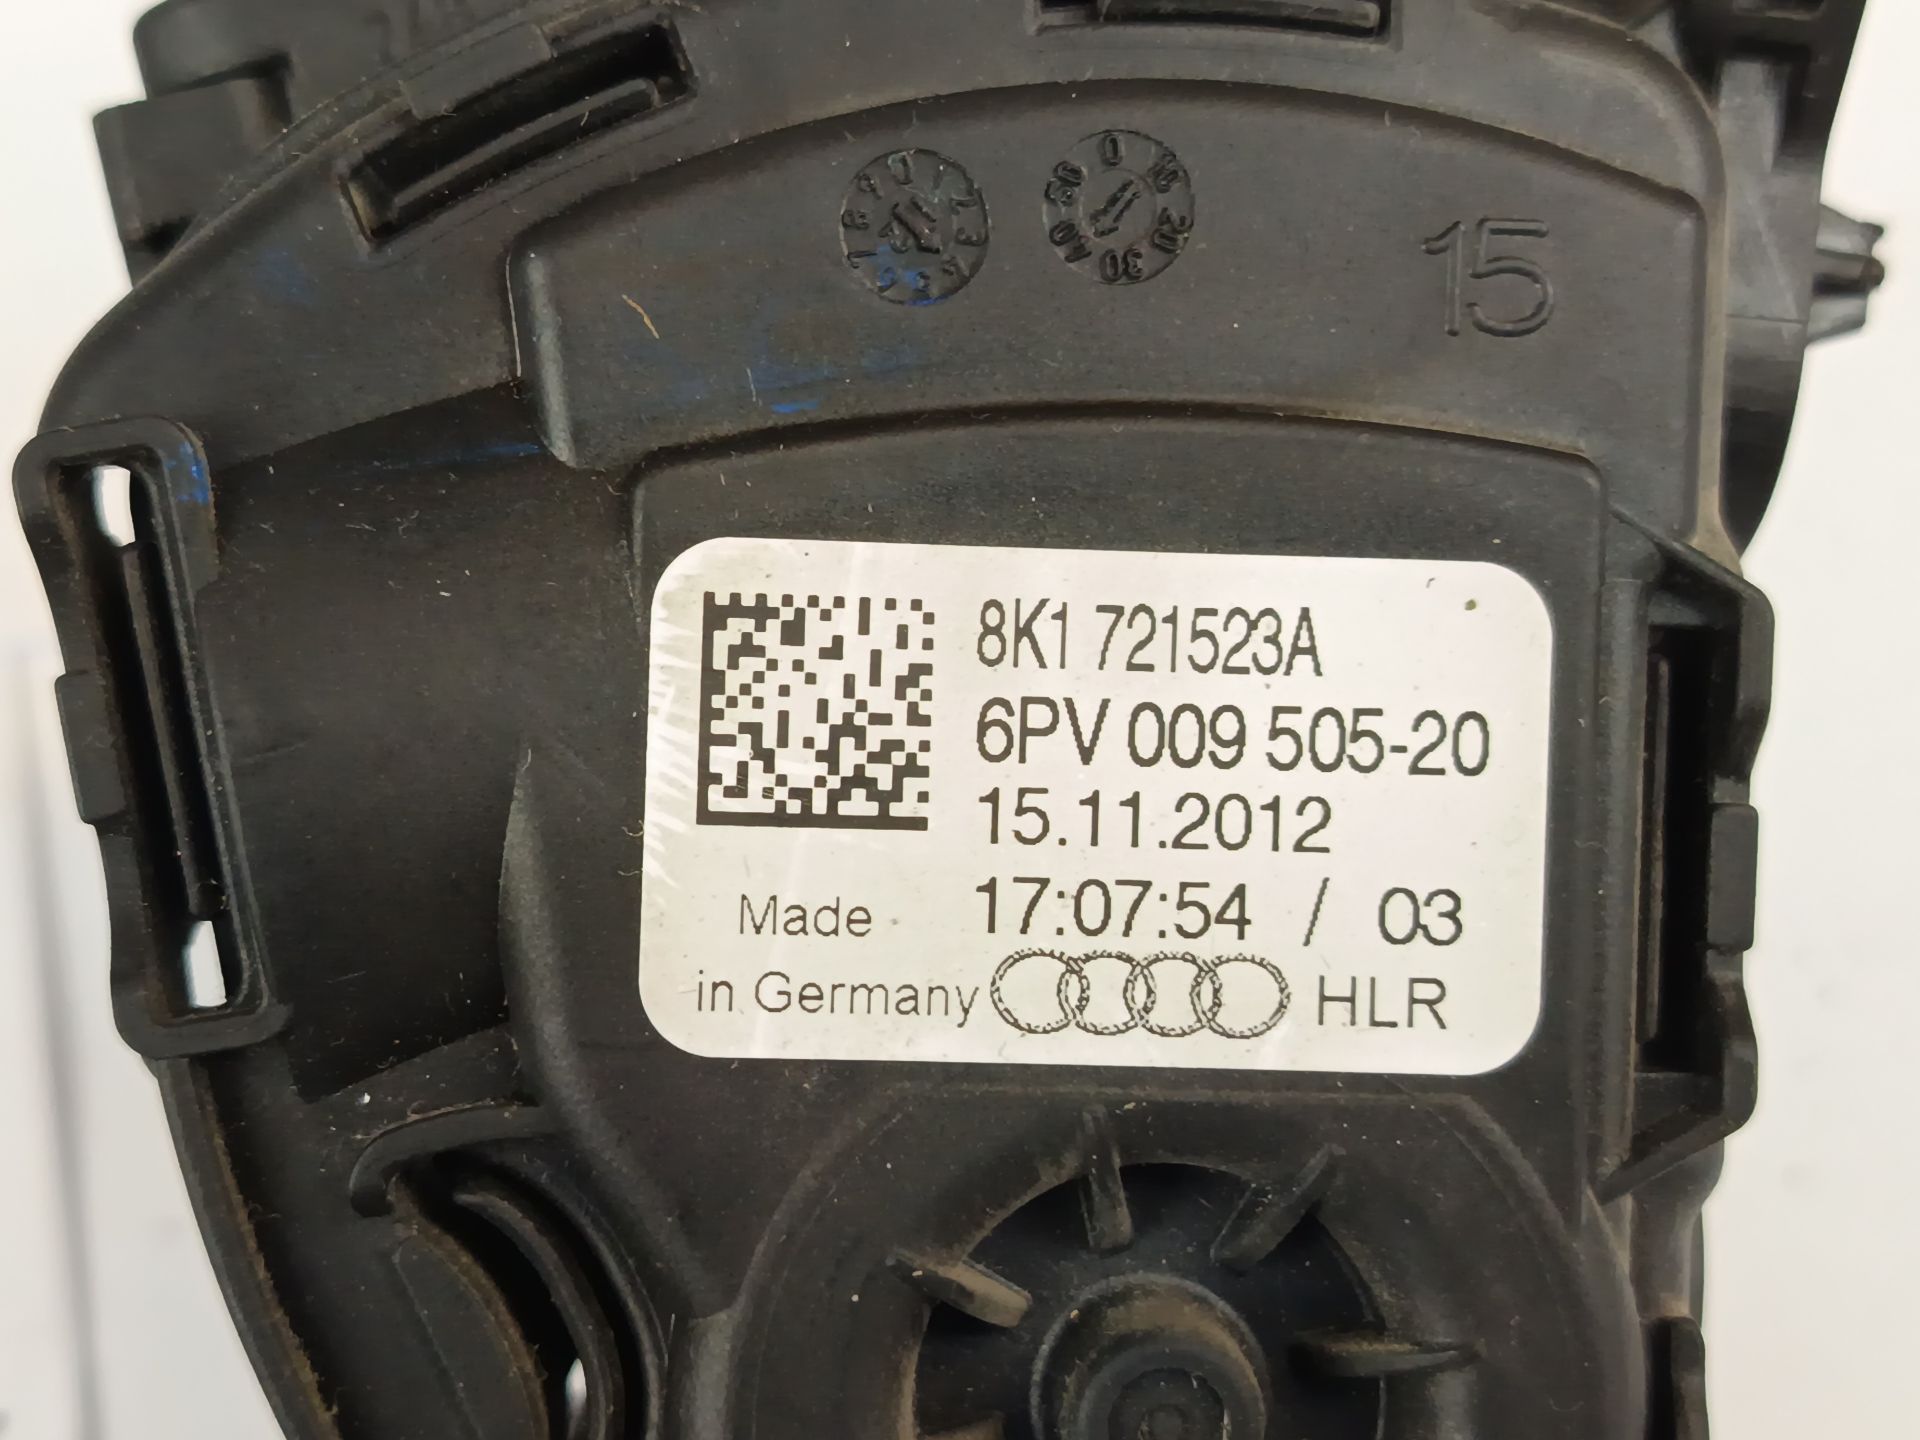 15
8K1 721523A
6PV 009 505-20
15.11.2012
Made 17:07:54 / 03
in Germany HLR